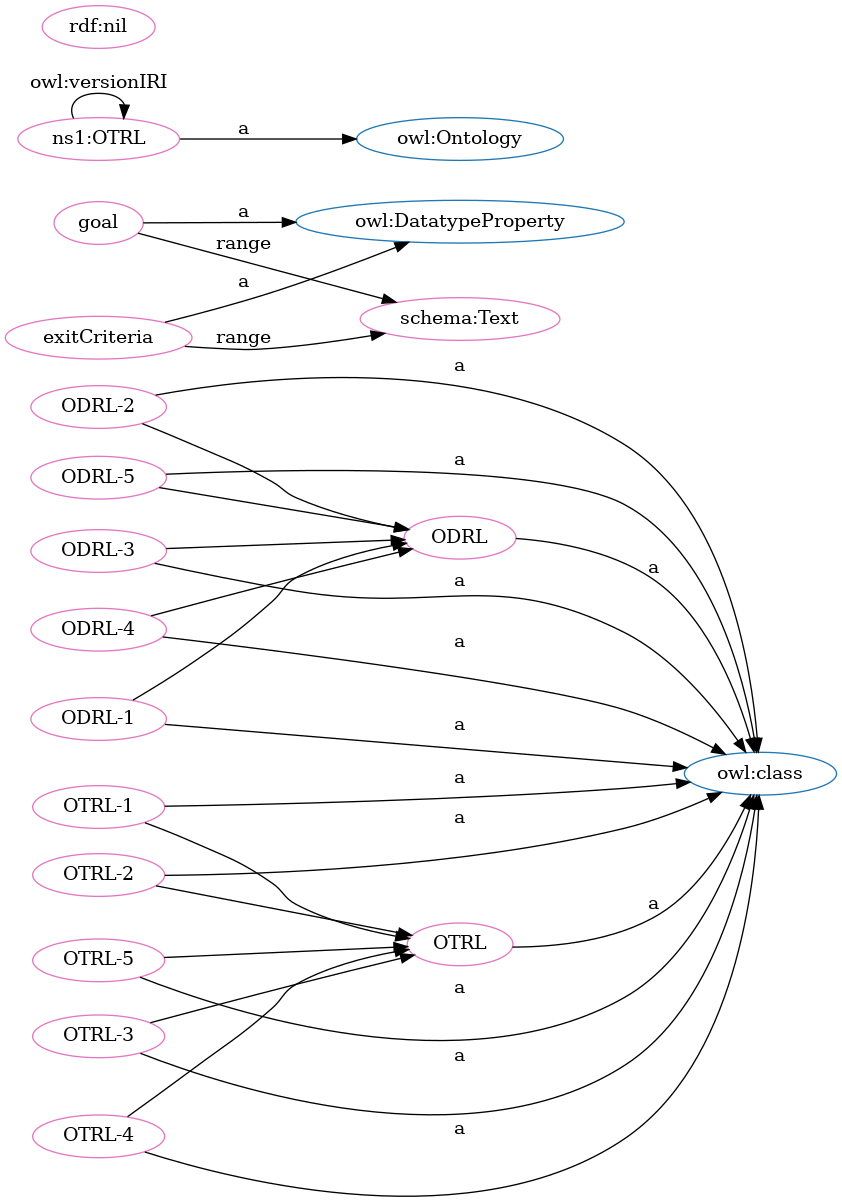 rdf:nil
owl:versionIRI
ns1:OTRL
a
owl:Ontology
goal
a
owl:DatatypeProperty
range
a
exitCriteria
range
schema:Text
a
ODRL-2
a
ODRL-5
ODRL
ODRL-3
a
a
ODRL-4
a
ODRL-1
a
owl:class
a
OTRL-1
a
OTRL-2
a
OTRL
OTRL-5
a
OTRL-3
a
OTRL-4
a